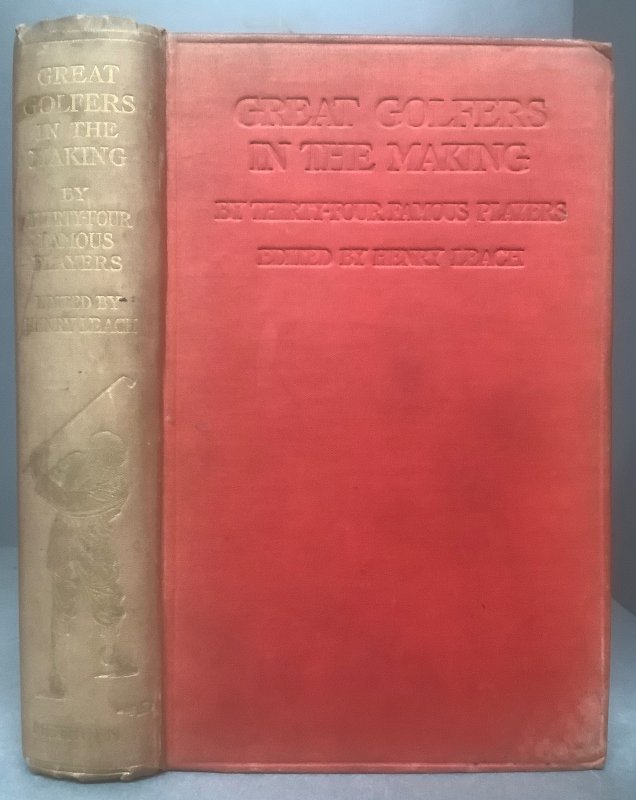 GREAT
GOLFERS
IN THE
MAKING
BY
THIRTY-FOUR
FAMOUS
PLAYERS
EDITED BY
HENRY LEACH
GREAT GOLFERS
IN THE MAKING
BY THIRTY-FOUR FAMOUS PLAYERS
EDITED BY HENRY LEACH